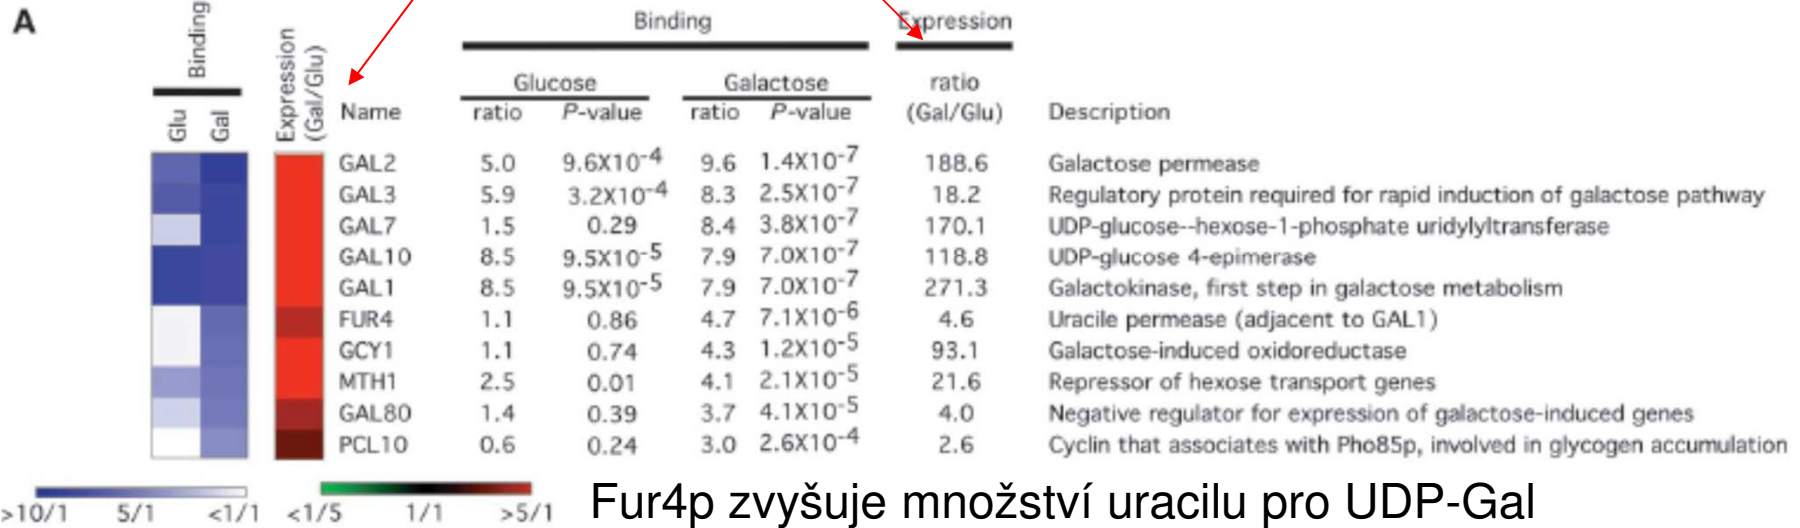 A
Binding
Glu Gal
Expression
(Gal/Glu)
Binding Expression
Glucose Galactose ratio
Name ratio P-value ratio P-value (Gal/Glu) Description
GAL2 5.0 9.6X10⁻⁴ 9.6 1.4X10⁻⁷ 188.6 Galactose permease
GAL3 5.9 3.2X10⁻⁴ 8.3 2.5X10⁻⁷ 18.2 Regulatory protein required for rapid induction of galactose pathway
GAL7 1.5 0.29 8.4 3.8X10⁻⁷ 170.1 UDP-glucose--hexose-1-phosphate uridylyltransferase
GAL10 8.5 9.5X10⁻⁵ 7.9 7.0X10⁻⁷ 118.8 UDP-glucose 4-epimerase
GAL1 8.5 9.5X10⁻⁵ 7.9 7.0X10⁻⁷ 271.3 Galactokinase, first step in galactose metabolism
FUR4 1.1 0.86 4.7 7.1X10⁻⁶ 4.6 Uracile permease (adjacent to GAL1)
GCY1 1.1 0.74 4.3 1.2X10⁻⁵ 93.1 Galactose-induced oxidoreductase
MTH1 2.5 0.01 4.1 2.1X10⁻⁵ 21.6 Repressor of hexose transport genes
GAL80 1.4 0.39 3.7 4.1X10⁻⁵ 4.0 Negative regulator for expression of galactose-induced genes
PCL10 0.6 0.24 3.0 2.6X10⁻⁴ 2.6 Cyclin that associates with Pho85p, involved in glycogen accumulation
>10/1 5/1 <1/1 <1/5 1/1 >5/1
Fur4p zvyšuje množství uracilu pro UDP-Gal